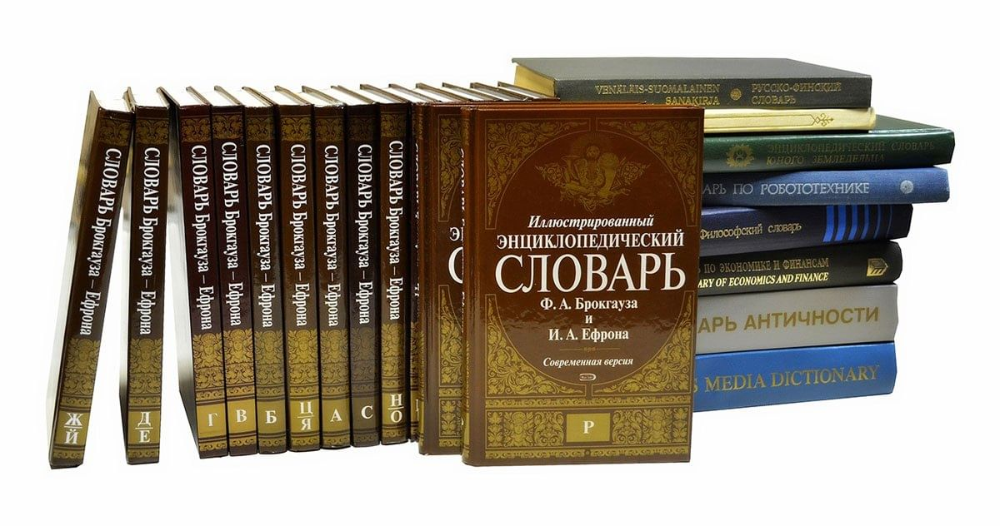 СЛОВАРЬ Брокгауза – Ефрона
Ж
Й
СЛОВАРЬ Брокгауза – Ефрона
Д
Е
СЛОВАРЬ Брокгауза – Ефрона
Г
СЛОВАРЬ Брокгауза – Ефрона
В
СЛОВАРЬ Брокгауза – Ефрона
Б
СЛОВАРЬ Брокгауза – Ефрона
Ц
Я
СЛОВАРЬ Брокгауза – Ефрона
А
СЛОВАРЬ Брокгауза – Ефрона
С
СЛОВАРЬ Брокгауза – Ефрона
Н
О
Иллюстрированный
ЭНЦИКЛОПЕДИЧЕСКИЙ
СЛОВАРЬ
Ф. А. Брокгауза
и
И. А. Ефрона
Современная версия
Р
VENÄLÄIS-SUOMALAINEN
SANAKIRJA
РУССКО-ФИНСКИЙ
СЛОВАРЬ
ЭНЦИКЛОПЕДИЧЕСКИЙ СЛОВАРЬ
ЮНОГО ЗЕМЛЕДЕЛЬЦА
АРЬ ПО РОБОТОТЕХНИКЕ
Философский словарь
Ь ПО ЭКОНОМИКЕ И ФИНАНСАМ
ARY OF ECONOMICS AND FINANCE
АРЬ АНТИЧНОСТИ
S MEDIA DICTIONARY